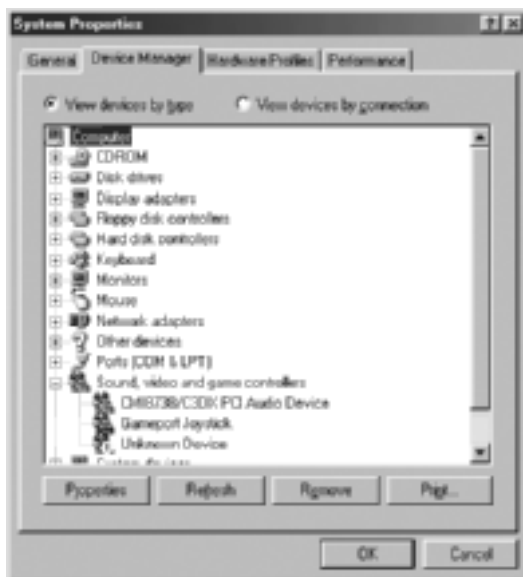 System Properties
General Device Manager Hardware Profiles Performance
View devices by type View devices by connection
Computer
CDROM
Disk drives
Display adapters
Floppy disk controllers
Hard disk controllers
Keyboard
Monitors
Mouse
Network adapters
Other devices
Ports (COM & LPT)
Sound, video and game controllers
CMI8738/C3DX PCI Audio Device
Gameport Joystick
Unknown Device
System devices
Properties Refresh Remove Print...
OK Cancel